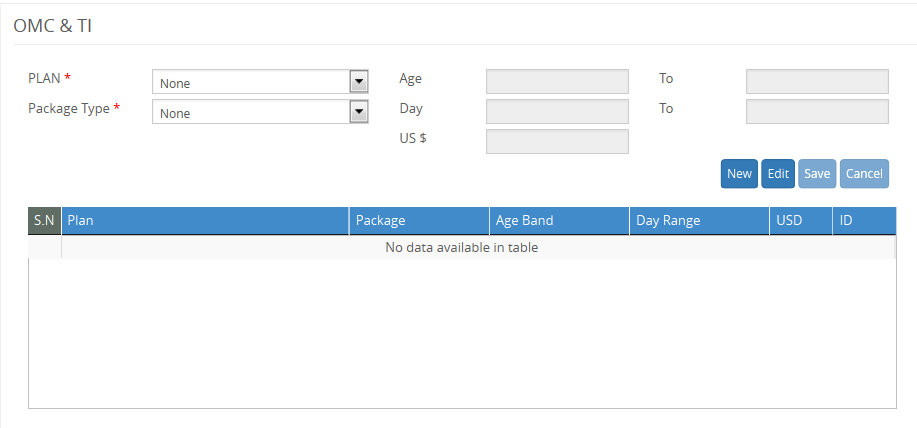 OMC & TI
PLAN * None Age To
Package Type * None Day To
US $
New Edit Save Cancel
S.N Plan Package Age Band Day Range USD ID
No data available in table